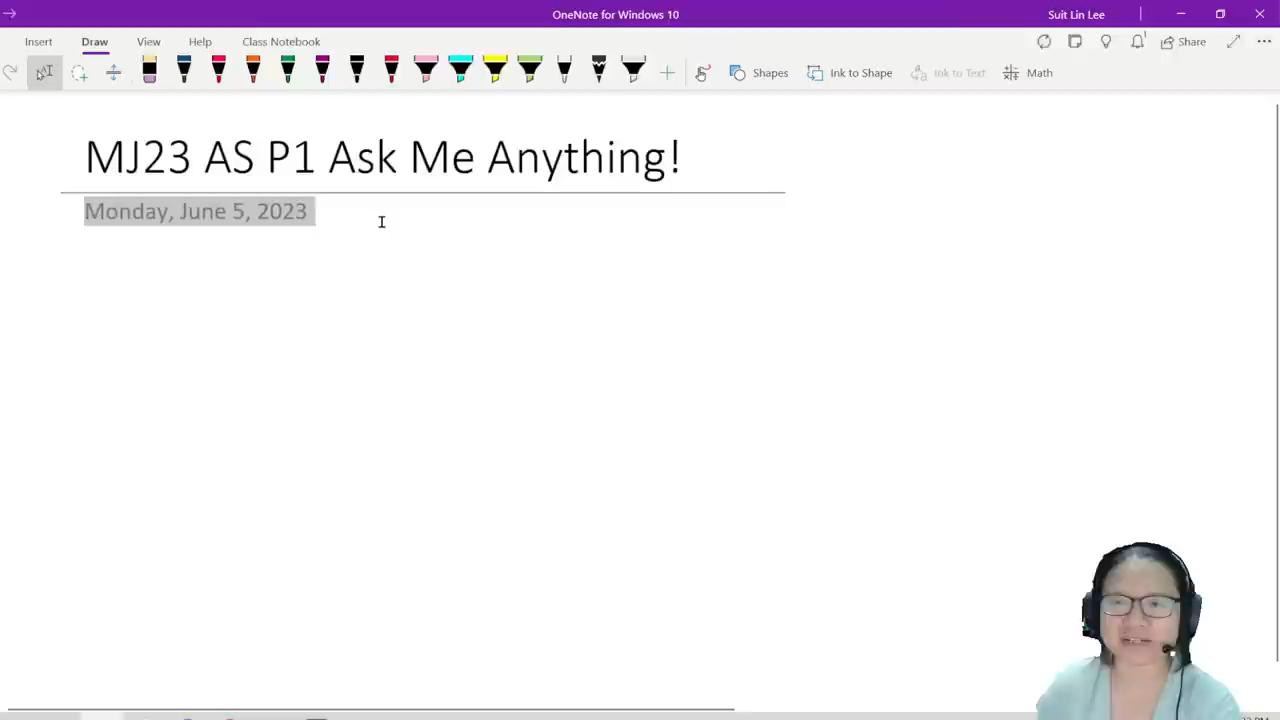 OneNote for Windows 10
Suit Lin Lee
Insert
Draw
View
Help
Class Notebook
Share
Shapes
Ink to Shape
Ink to Text
Math
MJ23 AS P1 Ask Me Anything!
Monday, June 5, 2023